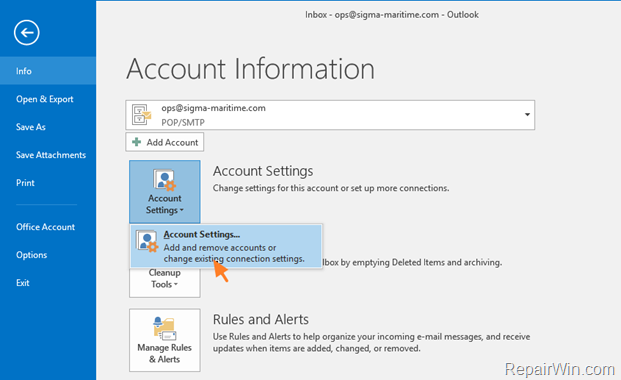 Inbox - ops@sigma-maritime.com - Outlook
Info
Open & Export
Save As
Save Attachments
Print
Office Account
Options
Exit
Account Information
ops@sigma-maritime.com
POP/SMTP
Add Account
Account Settings
Account Settings
Change settings for this account or set up more connections.
Account Settings...
Add and remove accounts or
change existing connection settings.
lbox by emptying Deleted Items and archiving.
Cleanup
Tools
Manage Rules
& Alerts
Rules and Alerts
Use Rules and Alerts to help organize your incoming e-mail messages, and receive
updates when items are added, changed, or removed.
RepairWin.com